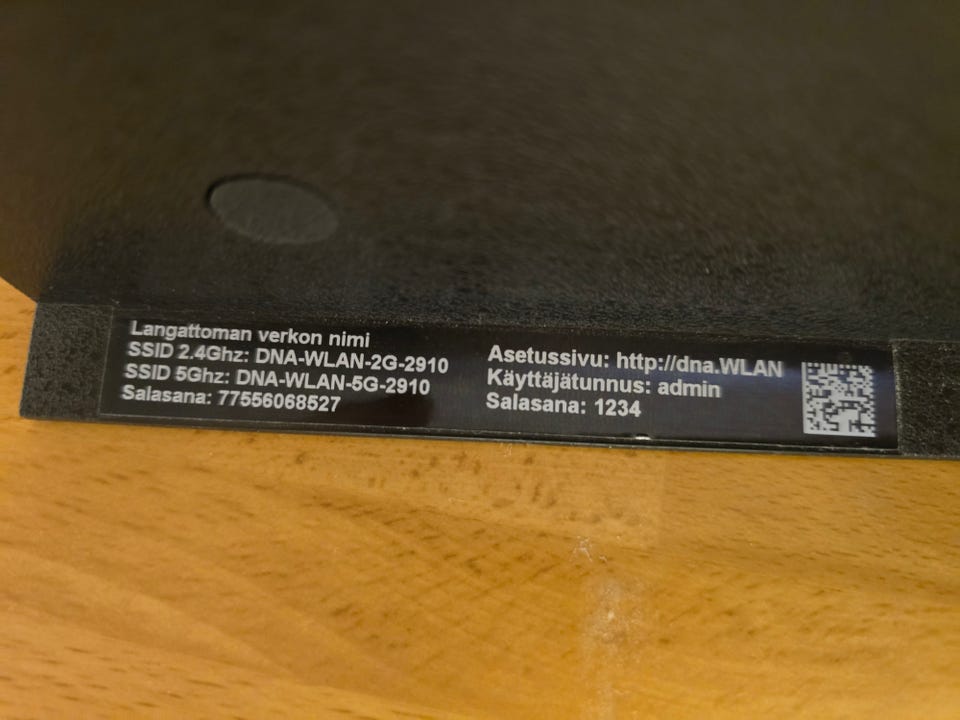 Langattoman verkon nimi
SSID 2.4Ghz: DNA-WLAN-2G-2910
SSID 5Ghz: DNA-WLAN-5G-2910
Salasana: 77556068527
Asetussivu: http://dna.WLAN
Käyttäjätunnus: admin
Salasana: 1234